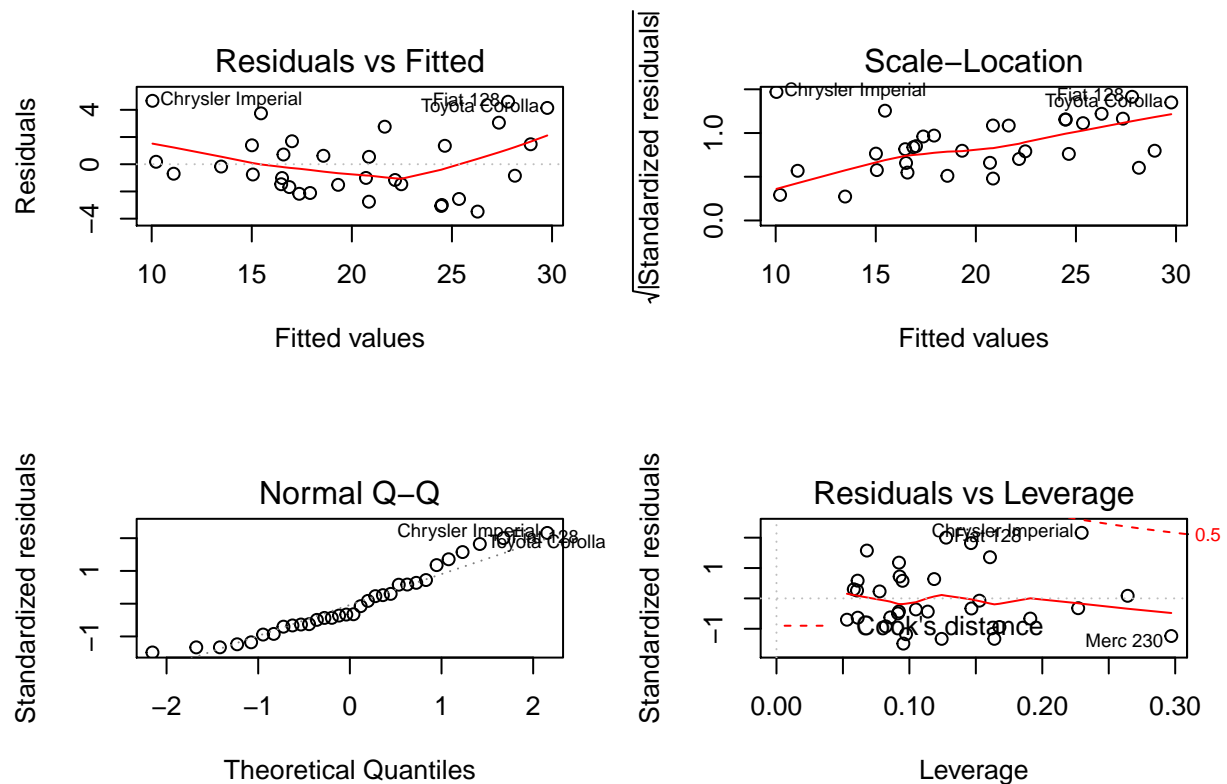 Residuals vs Fitted
Residuals
4
0
−4
Chrysler Imperial
Fiat 128
Toyota Corolla
10 15 20 25 30
Fitted values
Scale−Location
√|Standardized residuals|
1.0
0.0
Chrysler Imperial
Fiat 128
Toyota Corolla
10 15 20 25 30
Fitted values
Normal Q−Q
Standardized residuals
1
−1
Chrysler Imperial
Fiat 128
Toyota Corolla
−2 −1 0 1 2
Theoretical Quantiles
Residuals vs Leverage
Standardized residuals
1
−1
Chrysler Imperial
Fiat 128
0.5
Cook's distance
Merc 230
0.00 0.10 0.20 0.30
Leverage